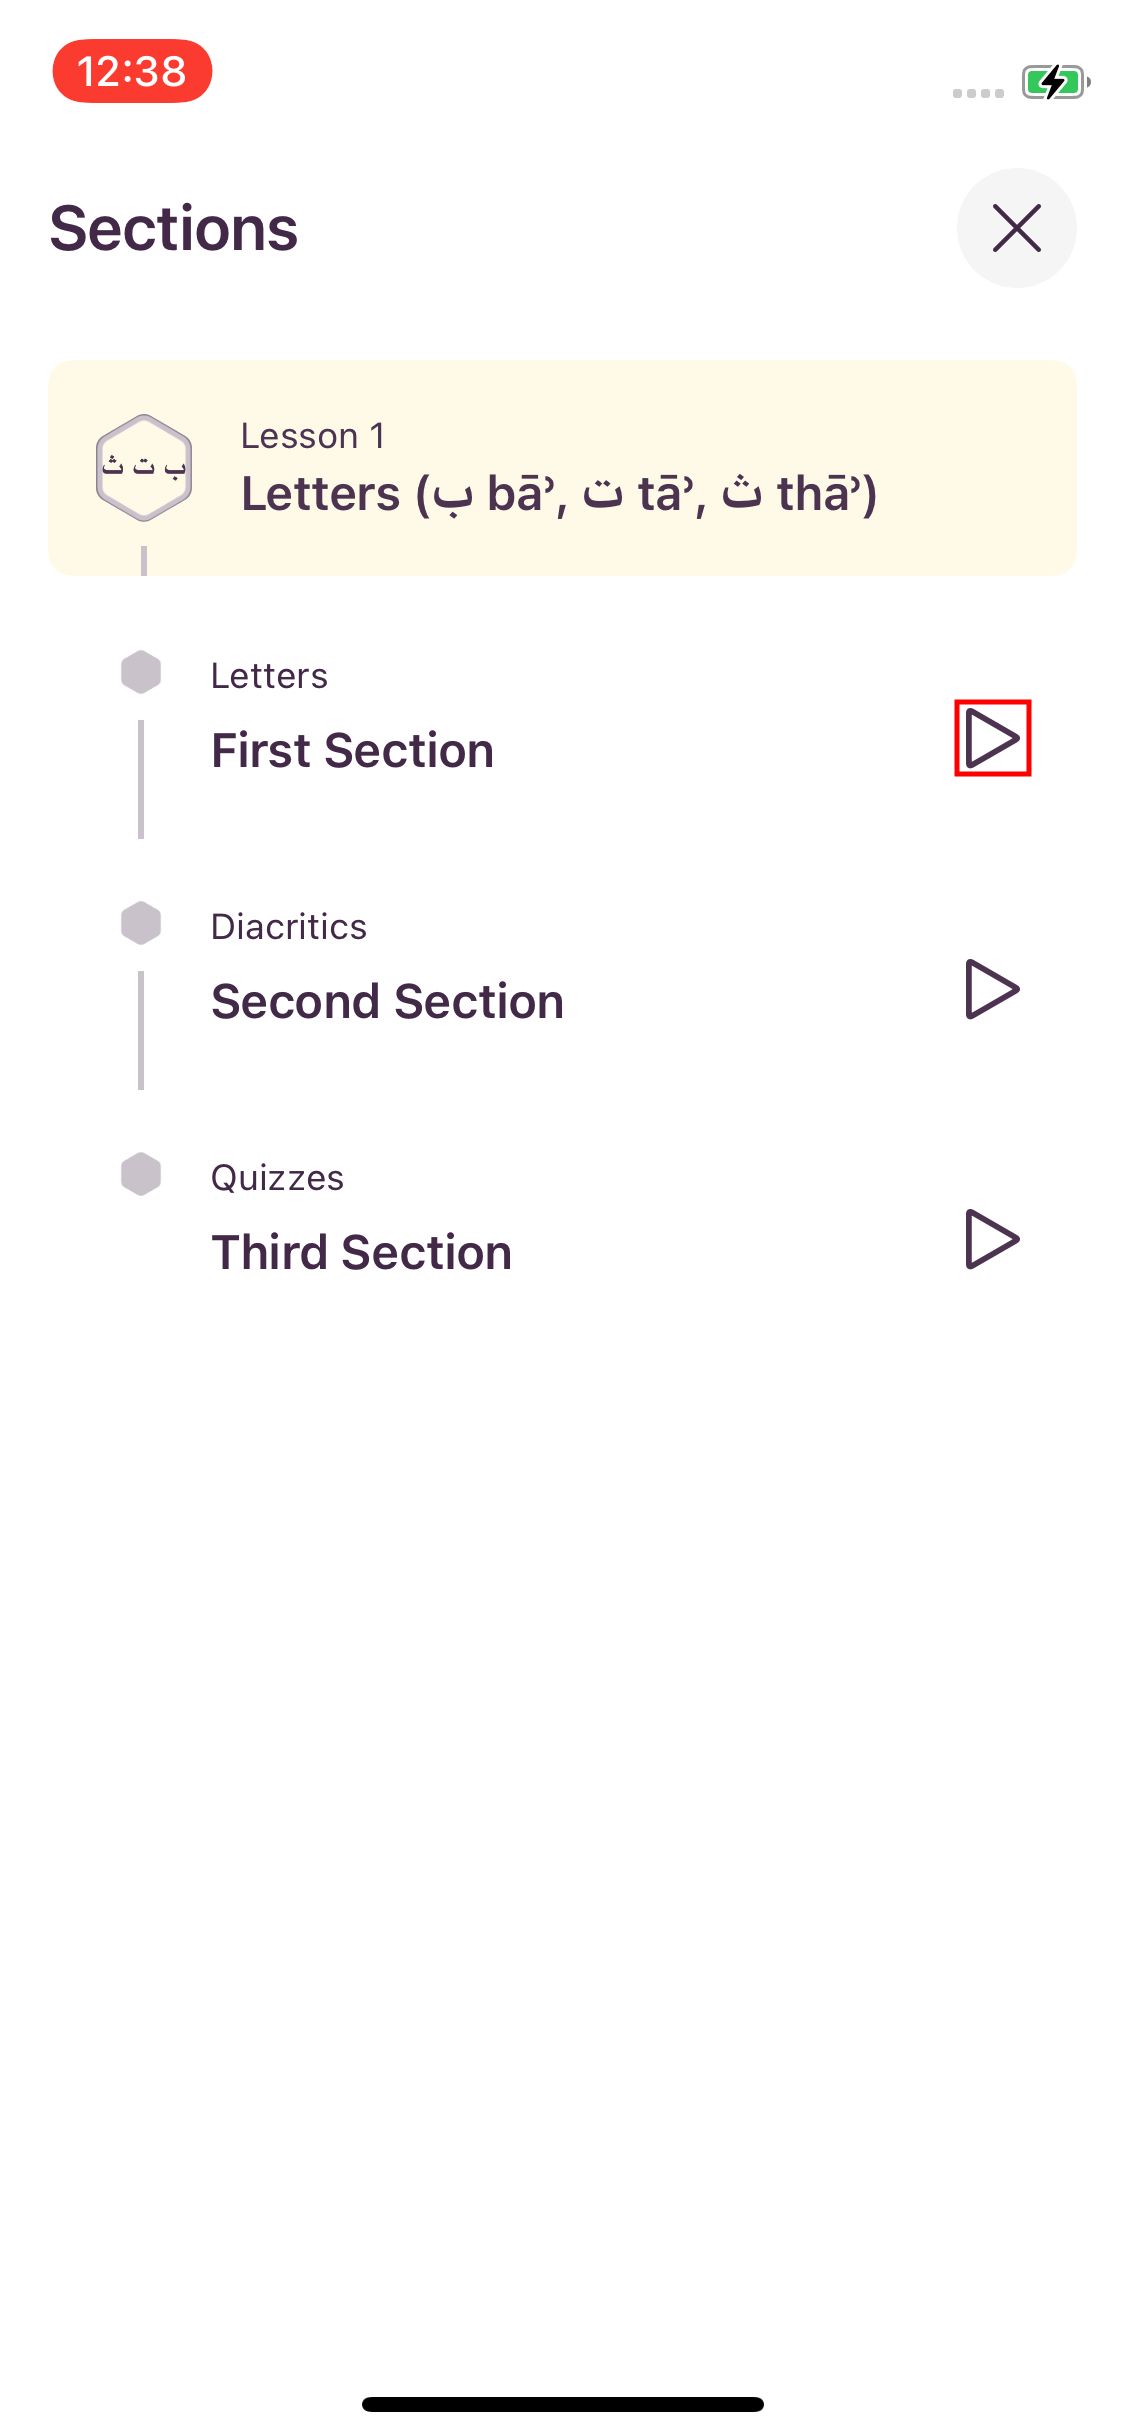 12:38
Sections
ب ت ث
Lesson 1
Letters (ب bāʾ, ت tāʾ, ث thāʾ)
Letters
First Section
Diacritics
Second Section
Quizzes
Third Section